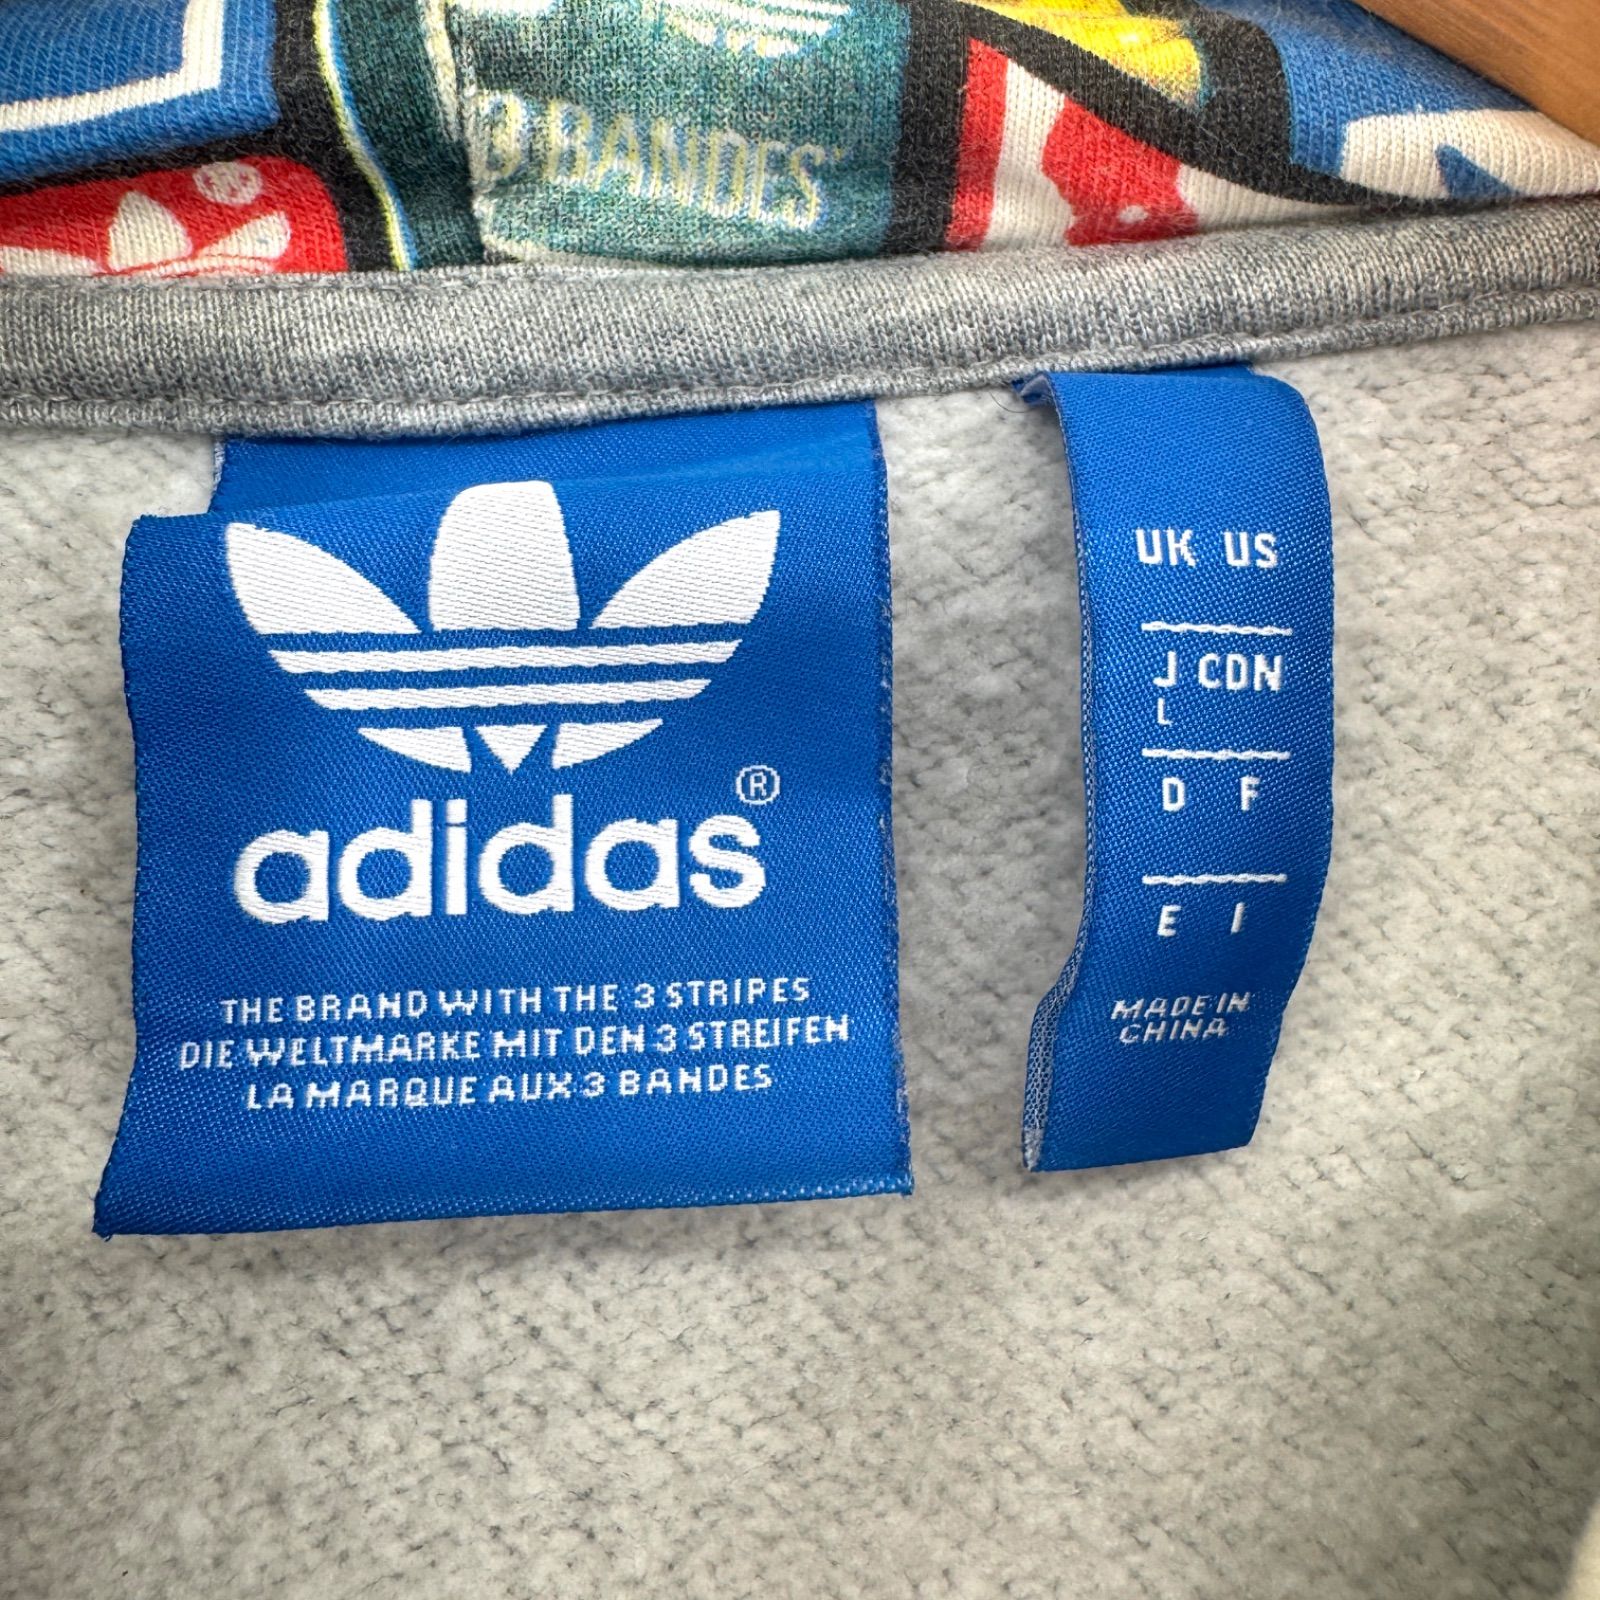 3 BANDES
adidas®
THE BRAND WITH THE 3 STRIPES
DIE WELTMARKE MIT DEN 3 STREIFEN
LA MARQUE AUX 3 BANDES
UK US
J CDN
L
D F
E I
MADE IN
CHINA